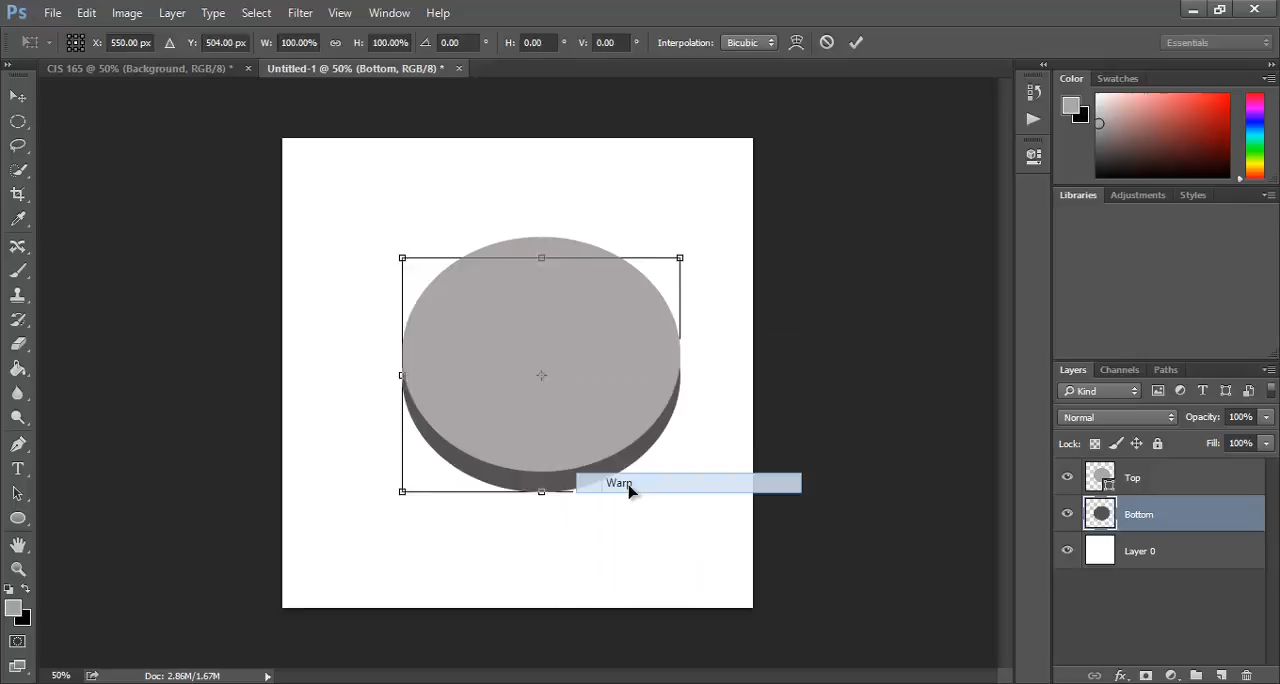 Ps File Edit Image Layer Type Select Filter View Window Help
X: 550.00 px Y: 504.00 px W: 100.00% H: 100.00% 0.00 ° H: 0.00 ° V: 0.00 ° Interpolation: Bicubic Essentials
CIS 165 @ 50% (Background, RGB/8) * × Untitled-1 @ 50% (Bottom, RGB/8) * ×
Color Swatches
Libraries Adjustments Styles
Layers Channels Paths
Kind
Normal Opacity: 100%
Lock: Fill: 100%
Top
Warp
Bottom
Layer 0
50% Doc: 2.86M/1.67M